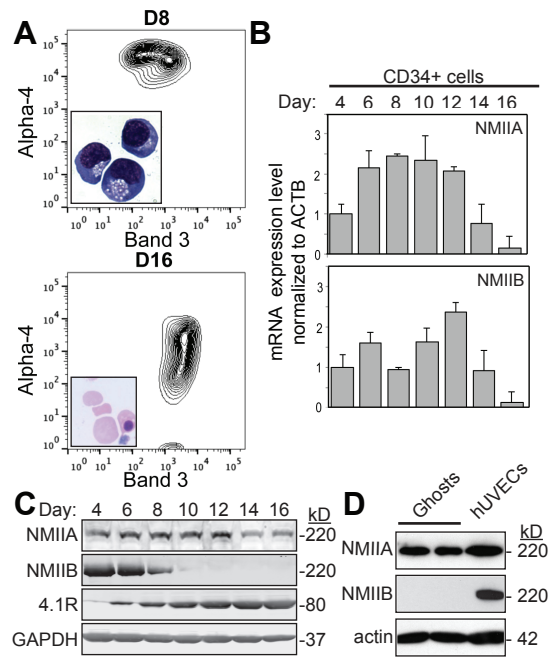 A
D8
Alpha-4
10^5
10^4
10^3
10^2
10^1
10^0
10^0 10^1 10^2 10^3 10^4 10^5
Band 3
D16
Alpha-4
10^5
10^4
10^3
10^2
10^1
10^0
10^0 10^1 10^2 10^3 10^4 10^5
Band 3
B
CD34+ cells
Day: 4 6 8 10 12 14 16
mRNA expression level
normalized to ACTB
NMIIA
3
2
1
0
NMIIB
3
2
1
0
C
Day: 4 6 8 10 12 14 16 kD
NMIIA -220
NMIIB -220
4.1R -80
GAPDH -37
D
Ghosts hUVECs
kD
NMIIA - 220
NMIIB - 220
actin - 42